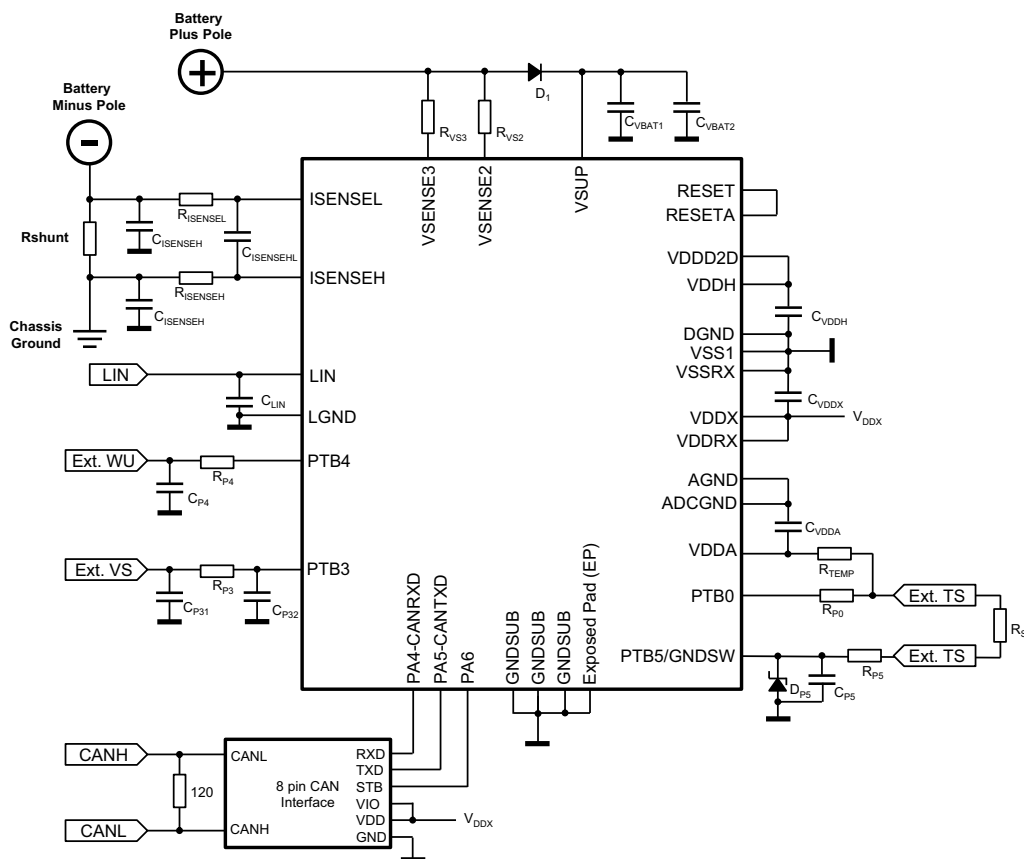 Battery
Plus Pole
+
Battery
Minus Pole
-
D1
RVS3
RVS2
CVBAT1
CVBAT2
VSENSE3
VSENSE2
VSUP
ISENSEL
RISENSEL
CISENSEH
CISENSEHL
Rshunt
ISENSEH
RISENSEH
CISENSEH
Chassis
Ground
LIN
LIN
CLIN
LGND
Ext. WU
RP4
PTB4
CP4
Ext. VS
RP3
PTB3
CP31
CP32
RESET
RESETA
VDDD2D
VDDH
CVDDH
DGND
VSS1
VSSRX
CVDDX
VDDX
VDDX
VDDRX
AGND
ADCGND
CVDDA
VDDA
RTEMP
PTB0
RP0
Ext. TS
PTB5/GNDSW
RP5
Ext. TS
DP5
CP5
PA4-CANRXD
PA5-CANTXD
PA6
GNDSUB
GNDSUB
GNDSUB
Exposed Pad (EP)
CANH
CANL
RXD
TXD
120
8 pin CAN
Interface
STB
VIO
VDD
VDDX
CANL
CANH
GND